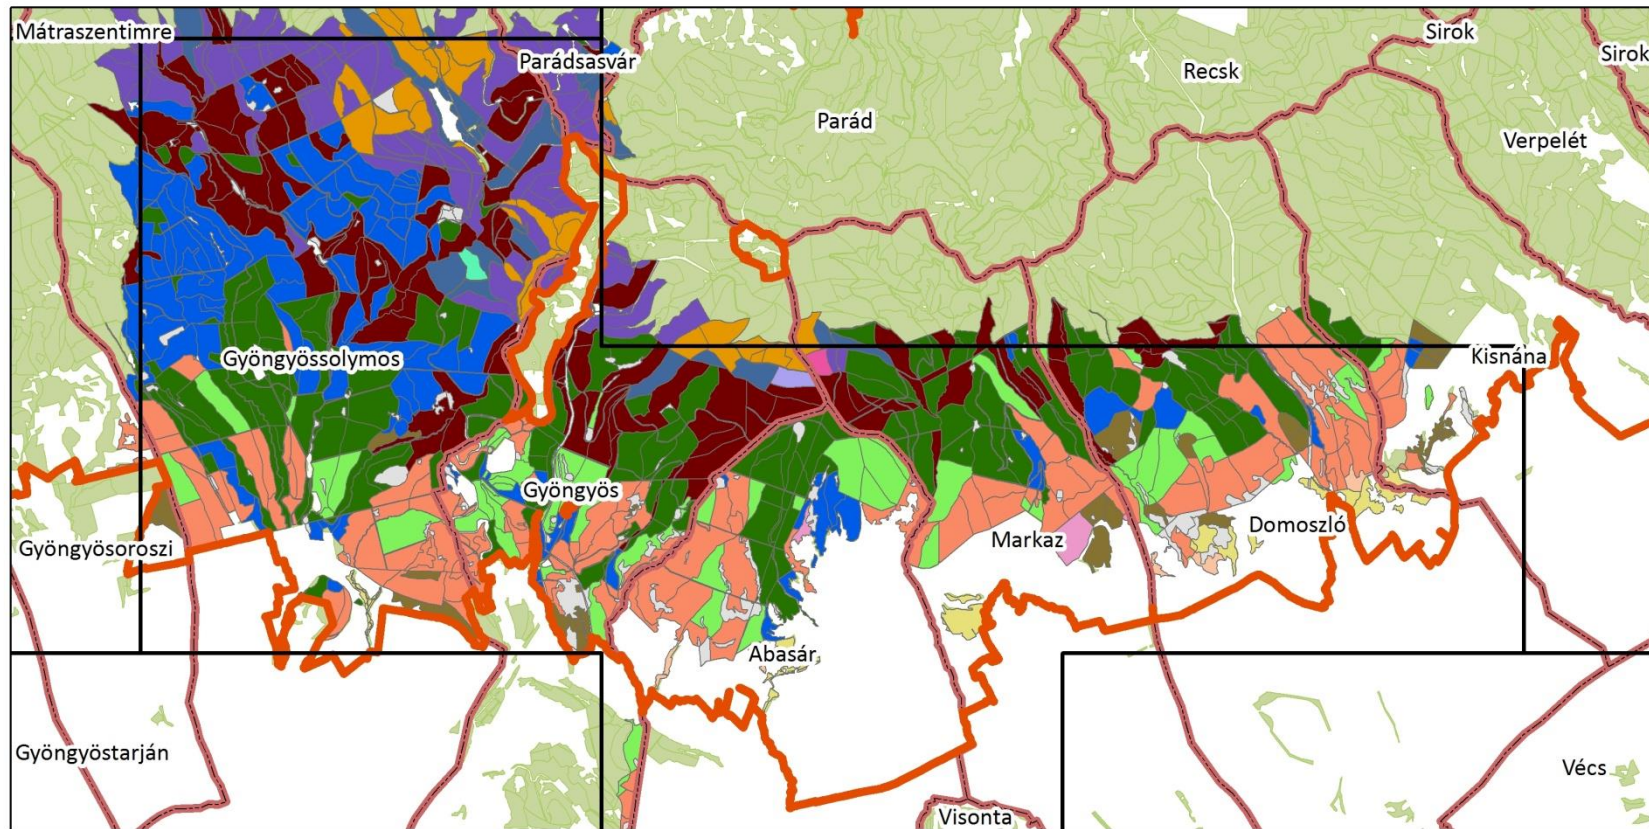 Mátraszentimre
Sirok
Sirok
Parádsasvár
Recsk
Parád
Verpelét
Gyöngyössolymos
Kisnána
Gyöngyös
Domoszló
Markaz
Gyöngyösoroszi
Abasár
Gyöngyöstarján
Vécs
Visonta